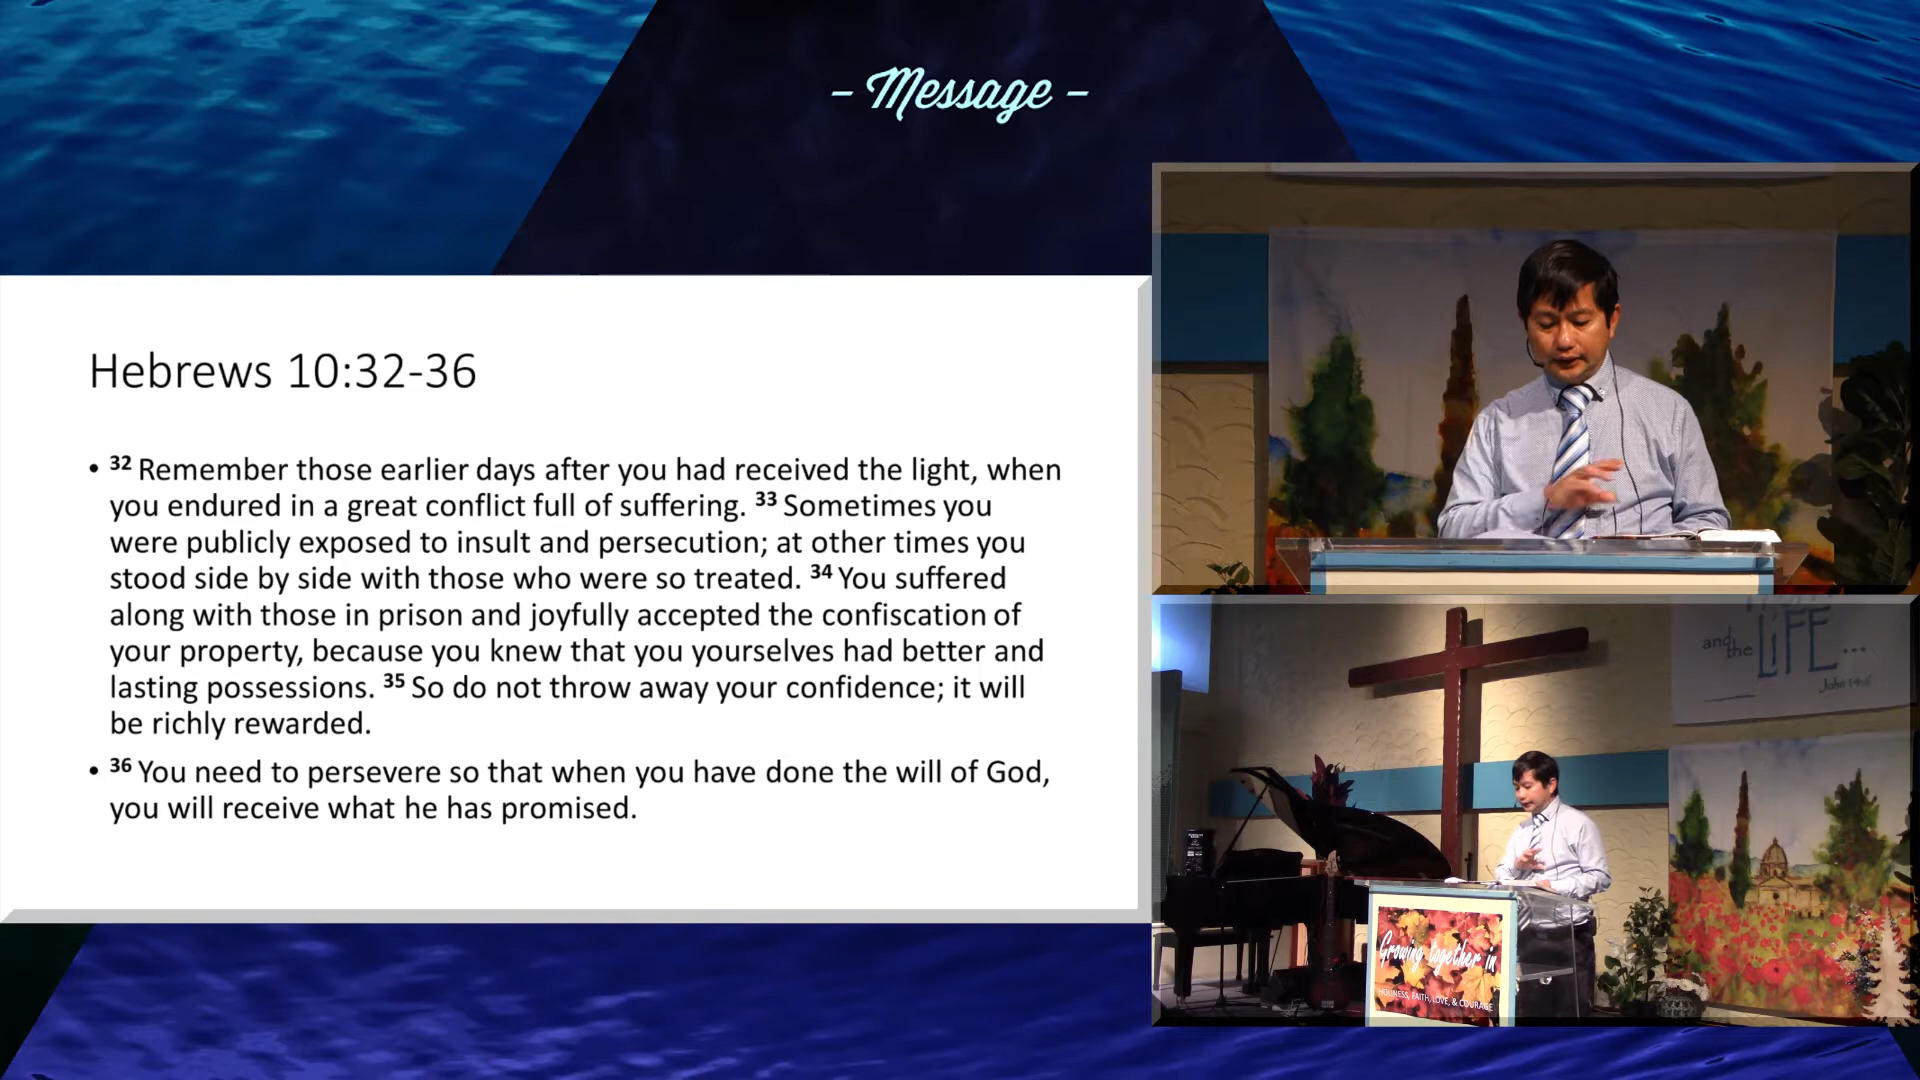 - Message -
Hebrews 10:32-36
• 32 Remember those earlier days after you had received the light, when
you endured in a great conflict full of suffering. 33 Sometimes you
were publicly exposed to insult and persecution; at other times you
stood side by side with those who were so treated. 34 You suffered
along with those in prison and joyfully accepted the confiscation of
your property, because you knew that you yourselves had better and
lasting possessions. 35 So do not throw away your confidence; it will
be richly rewarded.
• 36 You need to persevere so that when you have done the will of God,
you will receive what he has promised.
and
the LiFE...
John 14:6
Growing together in
HOLINESS, FAITH, LOVE, & COURAGE